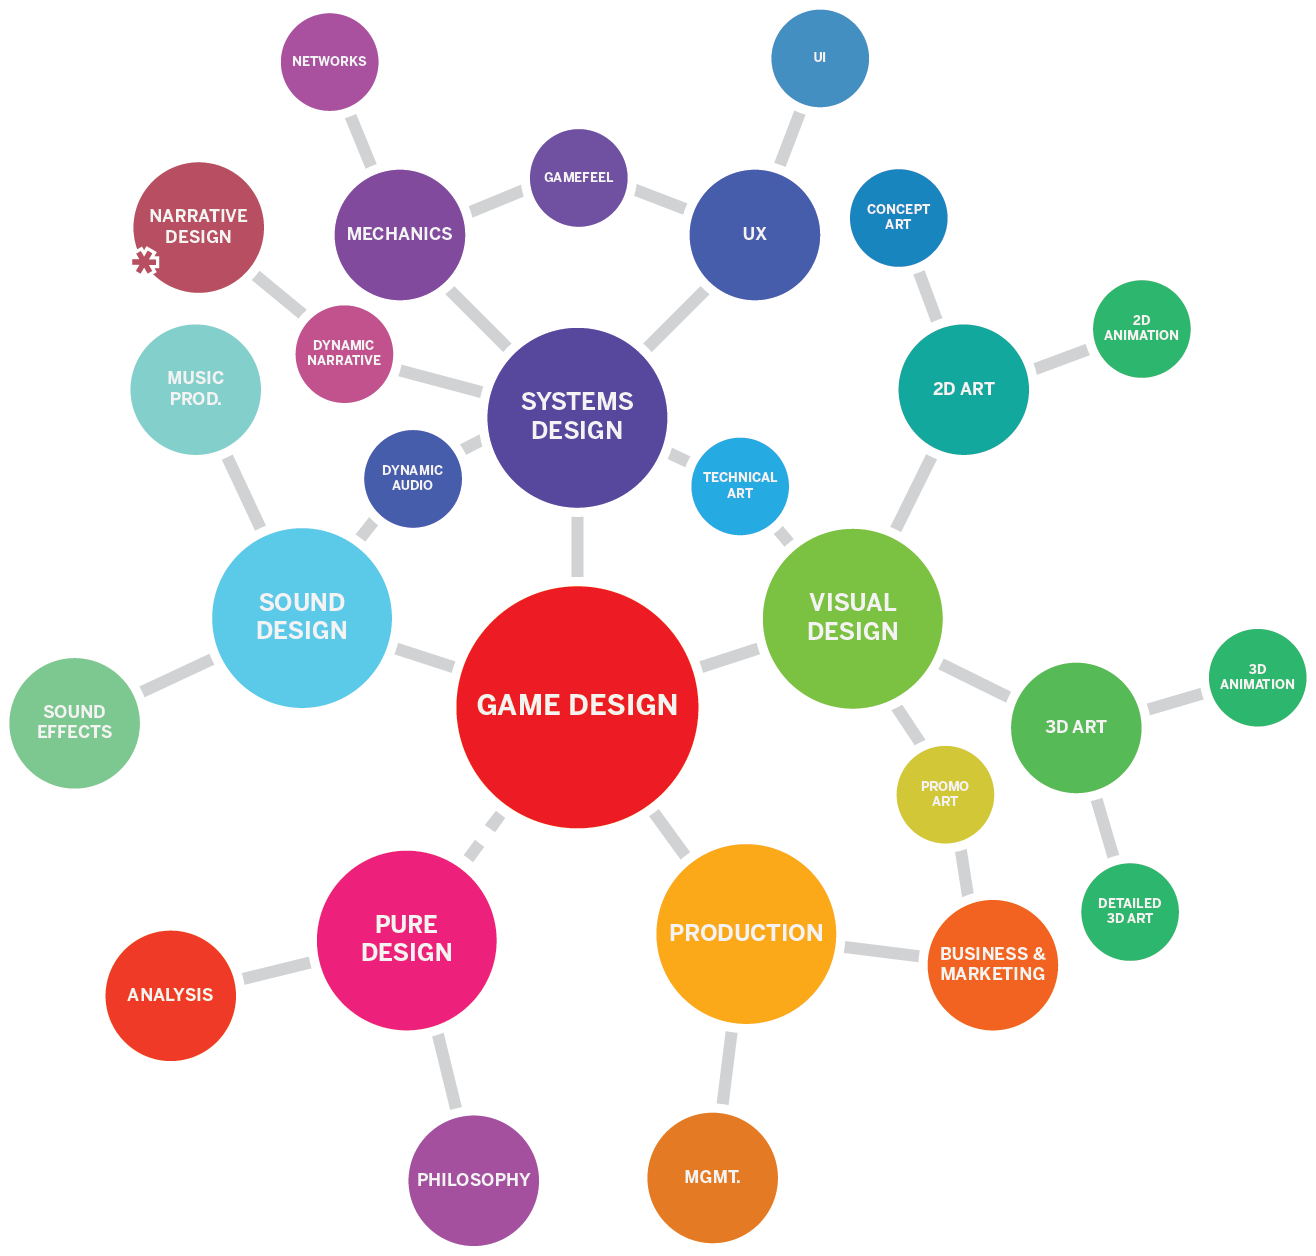 NETWORKS
UI
GAMEFEEL
NARRATIVE
DESIGN
MECHANICS
UX
CONCEPT
ART
2D
ANIMATION
DYNAMIC
NARRATIVE
MUSIC
PROD.
SYSTEMS
DESIGN
2D ART
DYNAMIC
AUDIO
TECHNICAL
ART
SOUND
DESIGN
VISUAL
DESIGN
3D
ANIMATION
SOUND
EFFECTS
GAME DESIGN
3D ART
PROMO
ART
DETAILED
3D ART
PURE
DESIGN
PRODUCTION
BUSINESS &
MARKETING
ANALYSIS
PHILOSOPHY
MGMT.